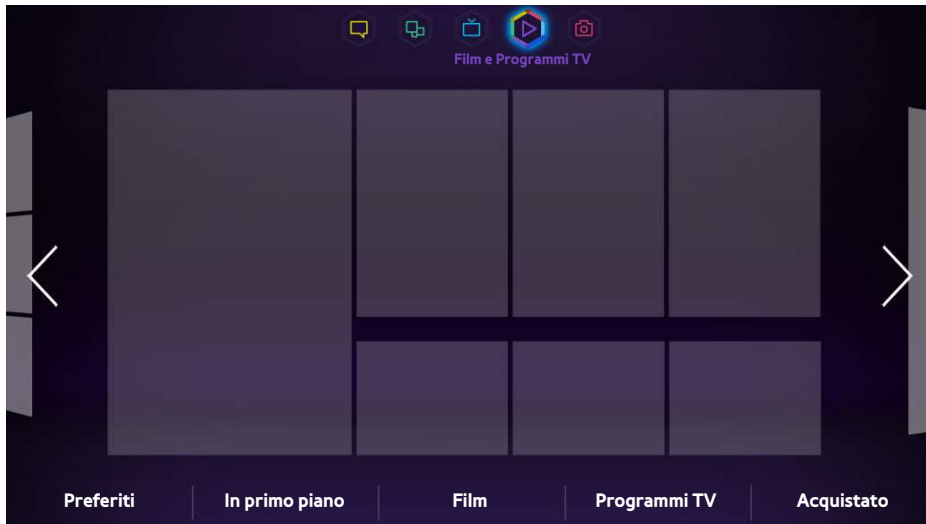 Film e Programmi TV
Preferiti
In primo piano
Film
Programmi TV
Acquistato